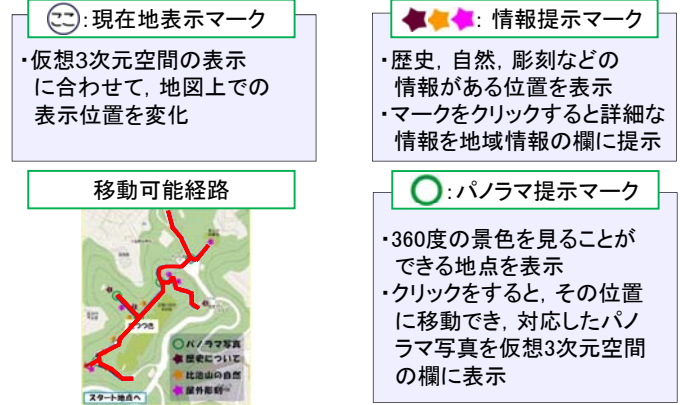 ここ:現在地表示マーク
・仮想3次元空間の表示
に合わせて,地図上での
表示位置を変化
:情報提示マーク
・歴史,自然,彫刻などの
情報がある位置を表示
・マークをクリックすると詳細な
情報を地域情報の欄に提示
移動可能経路
パノラマ写真
歴史について
比治山の自然
屋外彫刻
スタート地点へ
:パノラマ提示マーク
・360度の景色を見ることが
できる地点を表示
・クリックをすると,その位置
に移動でき,対応したパノ
ラマ写真を仮想3次元空間
の欄に表示